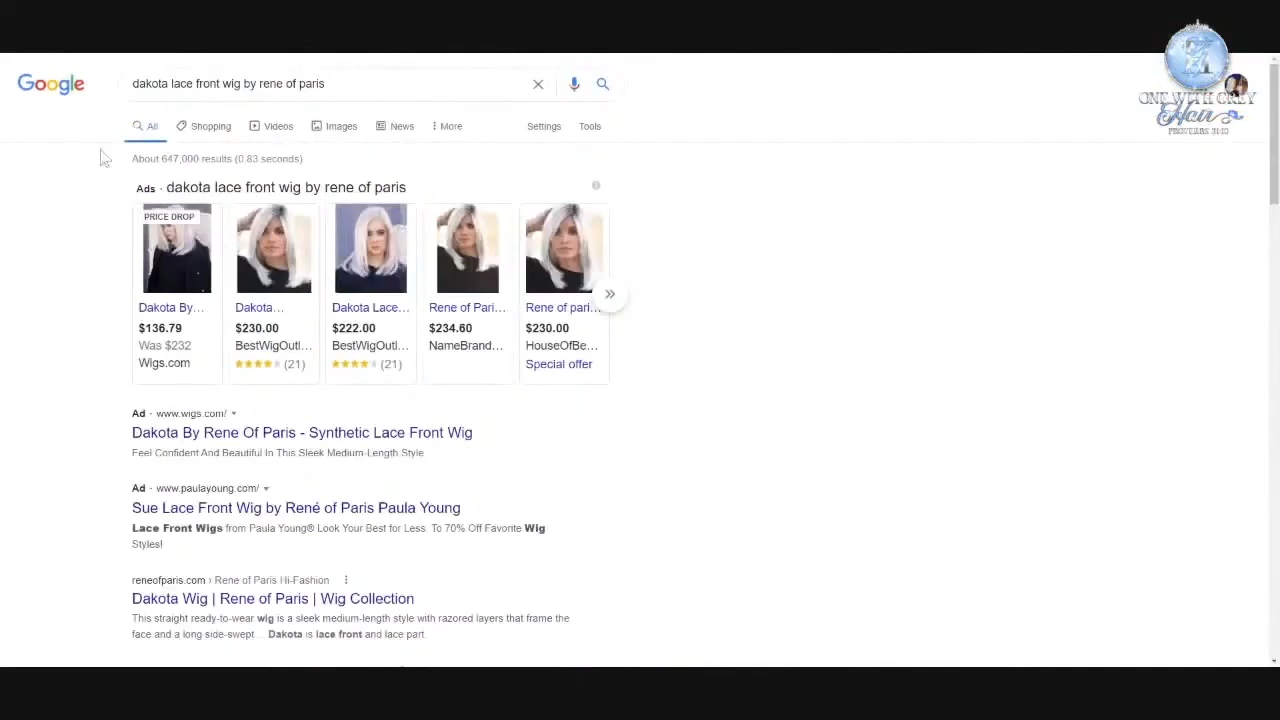 Google
dakota lace front wig by rene of paris
All
Shopping
Videos
Images
News
More
Settings
Tools
ONE WITH GREY
Hair
PROVERBS 31:30
About 647,000 results (0.83 seconds)
Ads · dakota lace front wig by rene of paris
PRICE DROP
Dakota By...
$136.79
Was $232
Wigs.com
Dakota...
$230.00
BestWigOutl...
(21)
Dakota Lace...
$222.00
BestWigOutl...
(21)
Rene of Pari...
$234.60
NameBrand...
Rene of pari...
$230.00
HouseOfBe...
Special offer
Ad · www.wigs.com/
Dakota By Rene Of Paris - Synthetic Lace Front Wig
Feel Confident And Beautiful In This Sleek Medium-Length Style
Ad · www.paulayoung.com/
Sue Lace Front Wig by René of Paris Paula Young
Lace Front Wigs from Paula Young® Look Your Best for Less. To 70% Off Favorite Wig
Styles!
reneofparis.com › Rene of Paris Hi-Fashion
Dakota Wig | Rene of Paris | Wig Collection
This straight ready-to-wear wig is a sleek medium-length style with razored layers that frame the
face and a long side-swept ... Dakota is lace front and lace part.